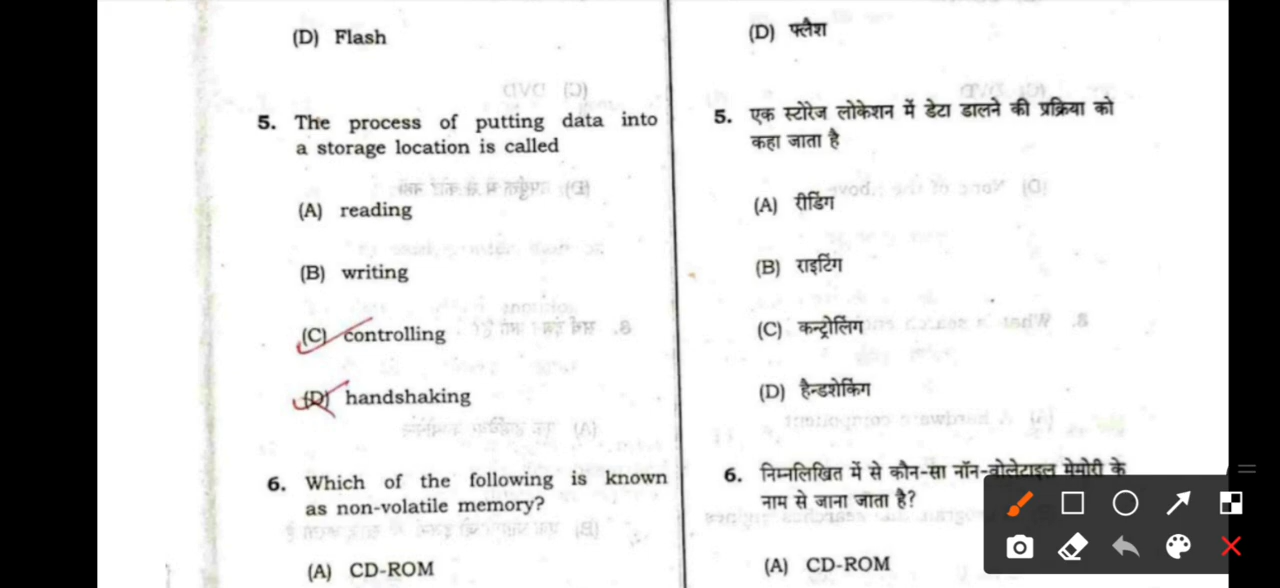 (D) Flash
5. The process of putting data into
a storage location is called
(A) reading
(B) writing
(C) controlling
(D) handshaking
6. Which of the following is known
as non-volatile memory?
(A) CD-ROM
(D) फ्लैश
5. एक स्टोरेज लोकेशन में डेटा डालने की प्रक्रिया को
कहा जाता है
(A) रीडिंग
(B) राइटिंग
(C) कन्ट्रोलिंग
(D) हैन्डशेकिंग
6. निम्नलिखित में से कौन-सा नॉन-वोलेटाइल मेमोरी के
नाम से जाना जाता है?
(A) CD-ROM